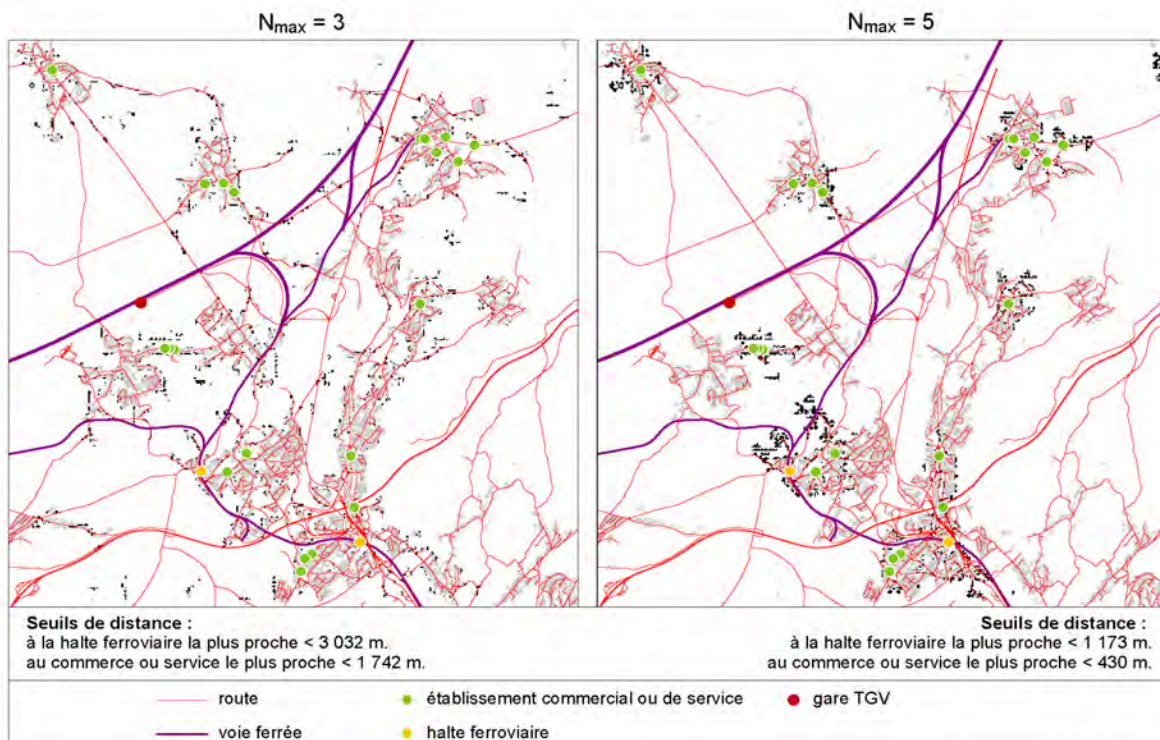 Nmax = 3
Nmax = 5
Seuils de distance :
à la halte ferroviaire la plus proche < 3 032 m.
au commerce ou service le plus proche < 1 742 m.
Seuils de distance :
à la halte ferroviaire la plus proche < 1 173 m.
au commerce ou service le plus proche < 430 m.
route
établissement commercial ou de service
gare TGV
voie ferrée
halte ferroviaire